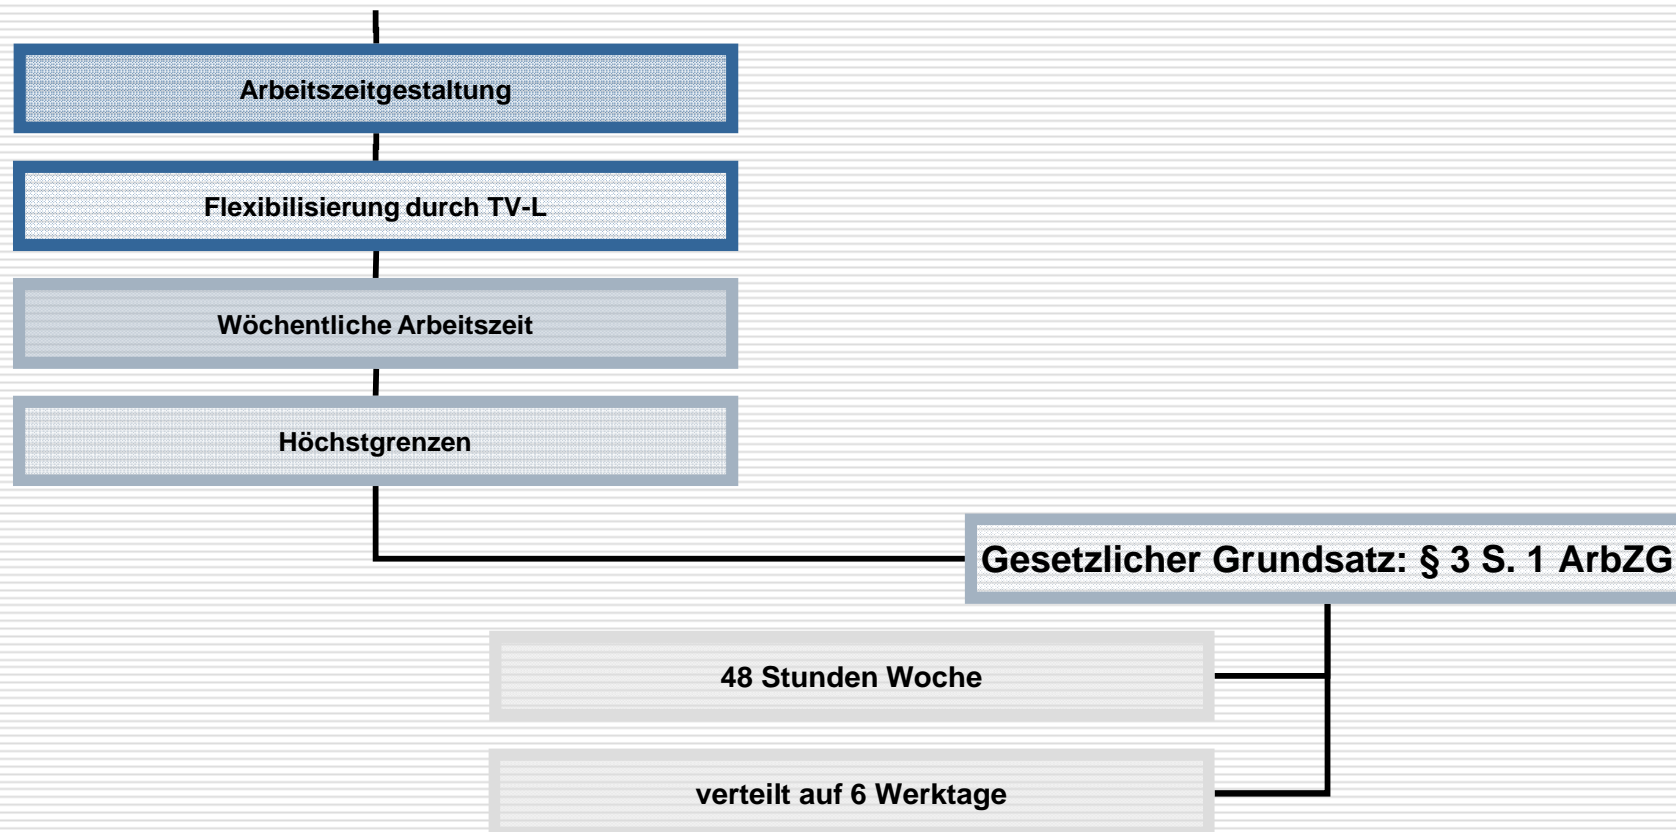 Arbeitszeitgestaltung
Flexibilisierung durch TV-L
Wöchentliche Arbeitszeit
Höchstgrenzen
Gesetzlicher Grundsatz: § 3 S. 1 ArbZG
48 Stunden Woche
verteilt auf 6 Werktage